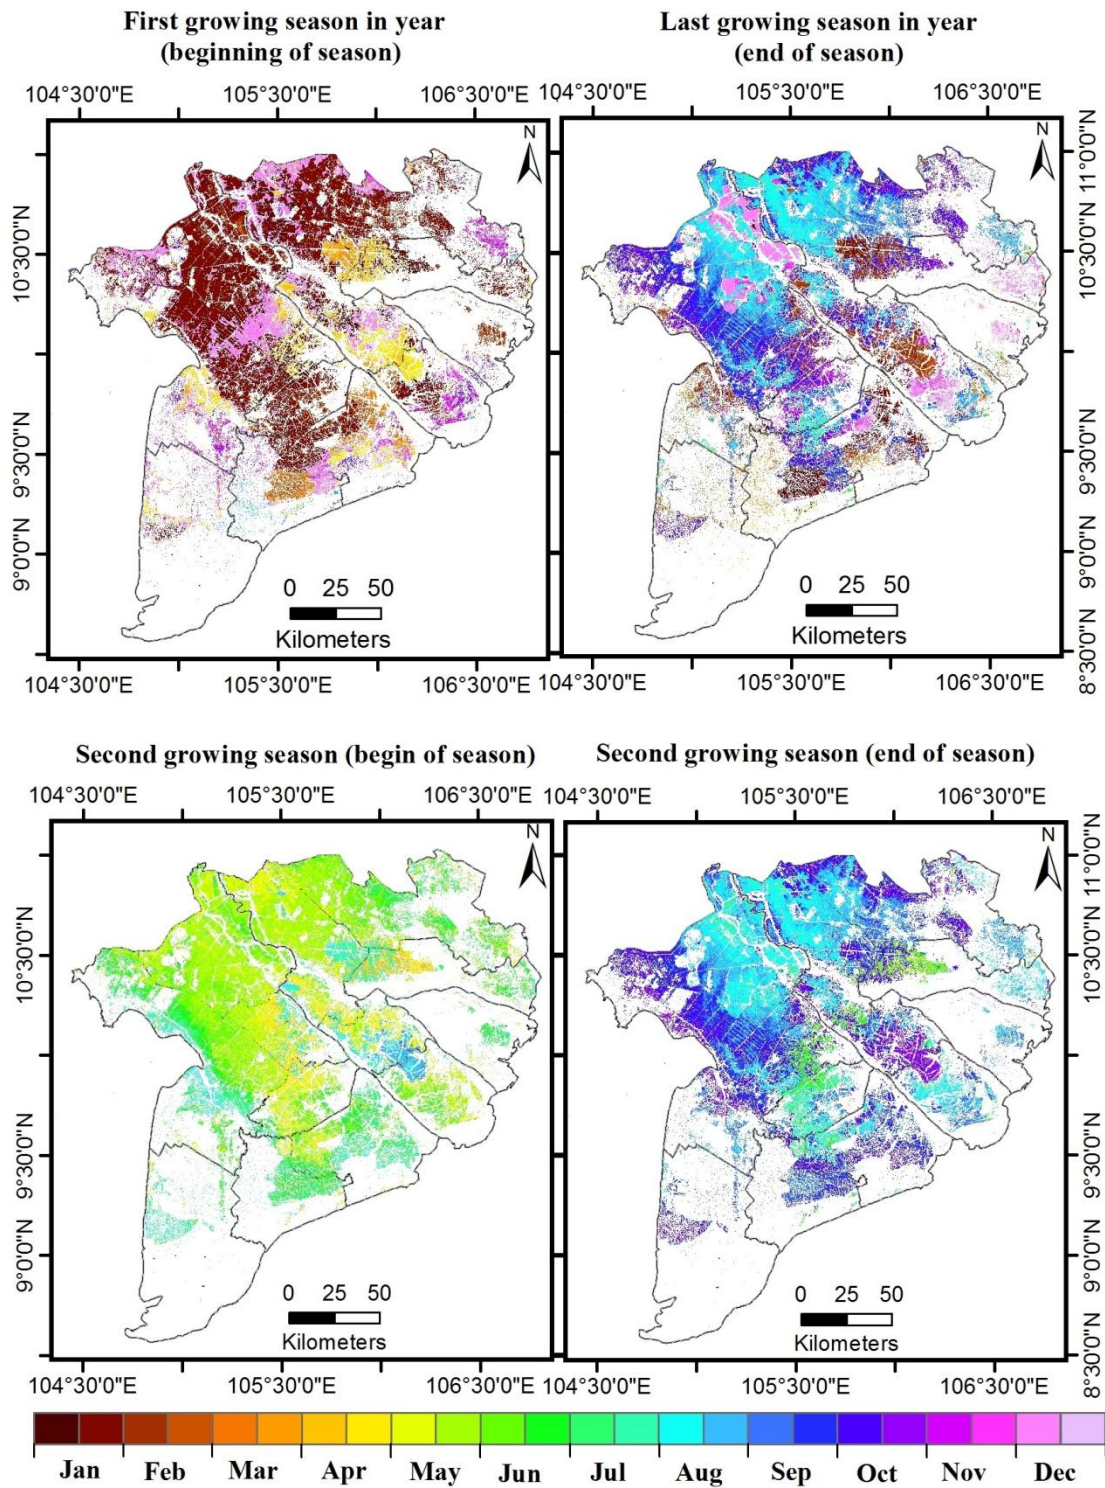 First growing season in year
(beginning of season)
Last growing season in year
(end of season)
104°30'0"E 105°30'0"E 106°30'0"E
104°30'0"E 105°30'0"E 106°30'0"E
N
N
10°30'0"N
9°30'0"N
9°0'0"N
11°0'0"N
10°30'0"N
9°30'0"N
9°0'0"N
8°30'0"N
0 25 50
Kilometers
0 25 50
Kilometers
104°30'0"E 105°30'0"E 106°30'0"E
104°30'0"E 105°30'0"E 106°30'0"E
Second growing season (begin of season)
Second growing season (end of season)
104°30'0"E 105°30'0"E 106°30'0"E
104°30'0"E 105°30'0"E 106°30'0"E
N
N
10°30'0"N
9°30'0"N
9°0'0"N
11°0'0"N
10°30'0"N
9°30'0"N
9°0'0"N
8°30'0"N
0 25 50
Kilometers
0 25 50
Kilometers
104°30'0"E 105°30'0"E 106°30'0"E
104°30'0"E 105°30'0"E 106°30'0"E
Jan Feb Mar Apr May Jun Jul Aug Sep Oct Nov Dec